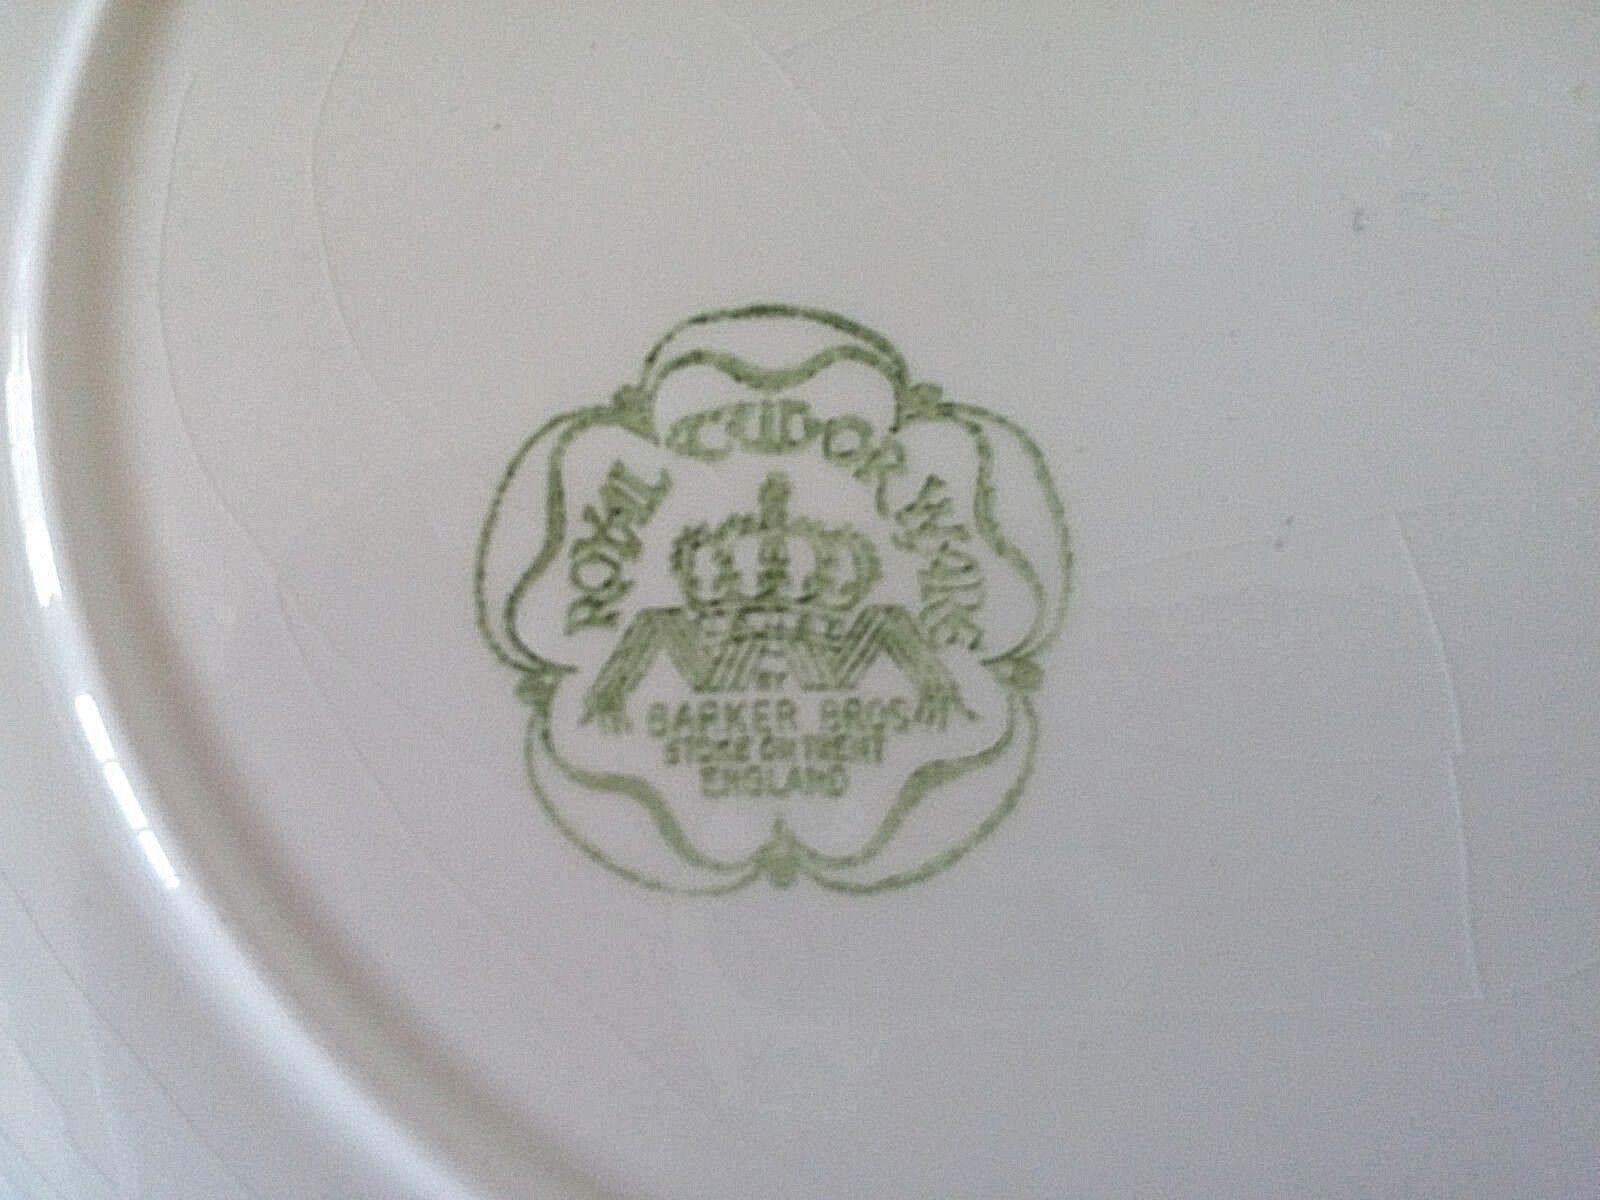 ROYAL TUDOR WARE
BY
BARKER BROS
STOKE ON TRENT
ENGLAND